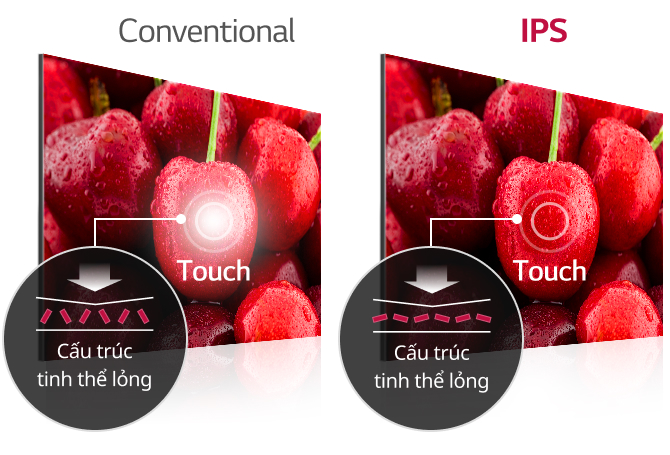 Conventional
IPS
Touch
Cấu trúc
tinh thể lỏng
Touch
Cấu trúc
tinh thể lỏng